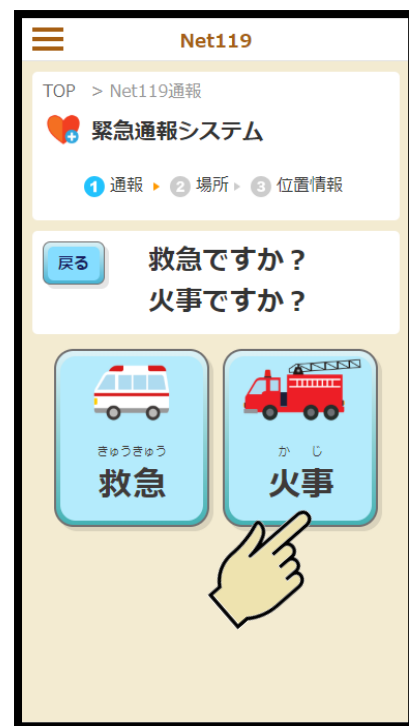 Net119
TOP > Net119通報
緊急通報システム
1 通報 ▶ 2 場所 ▶ 3 位置情報
戻る
救急ですか？
火事ですか？
きゅうきゅう
救急
かじ
火事